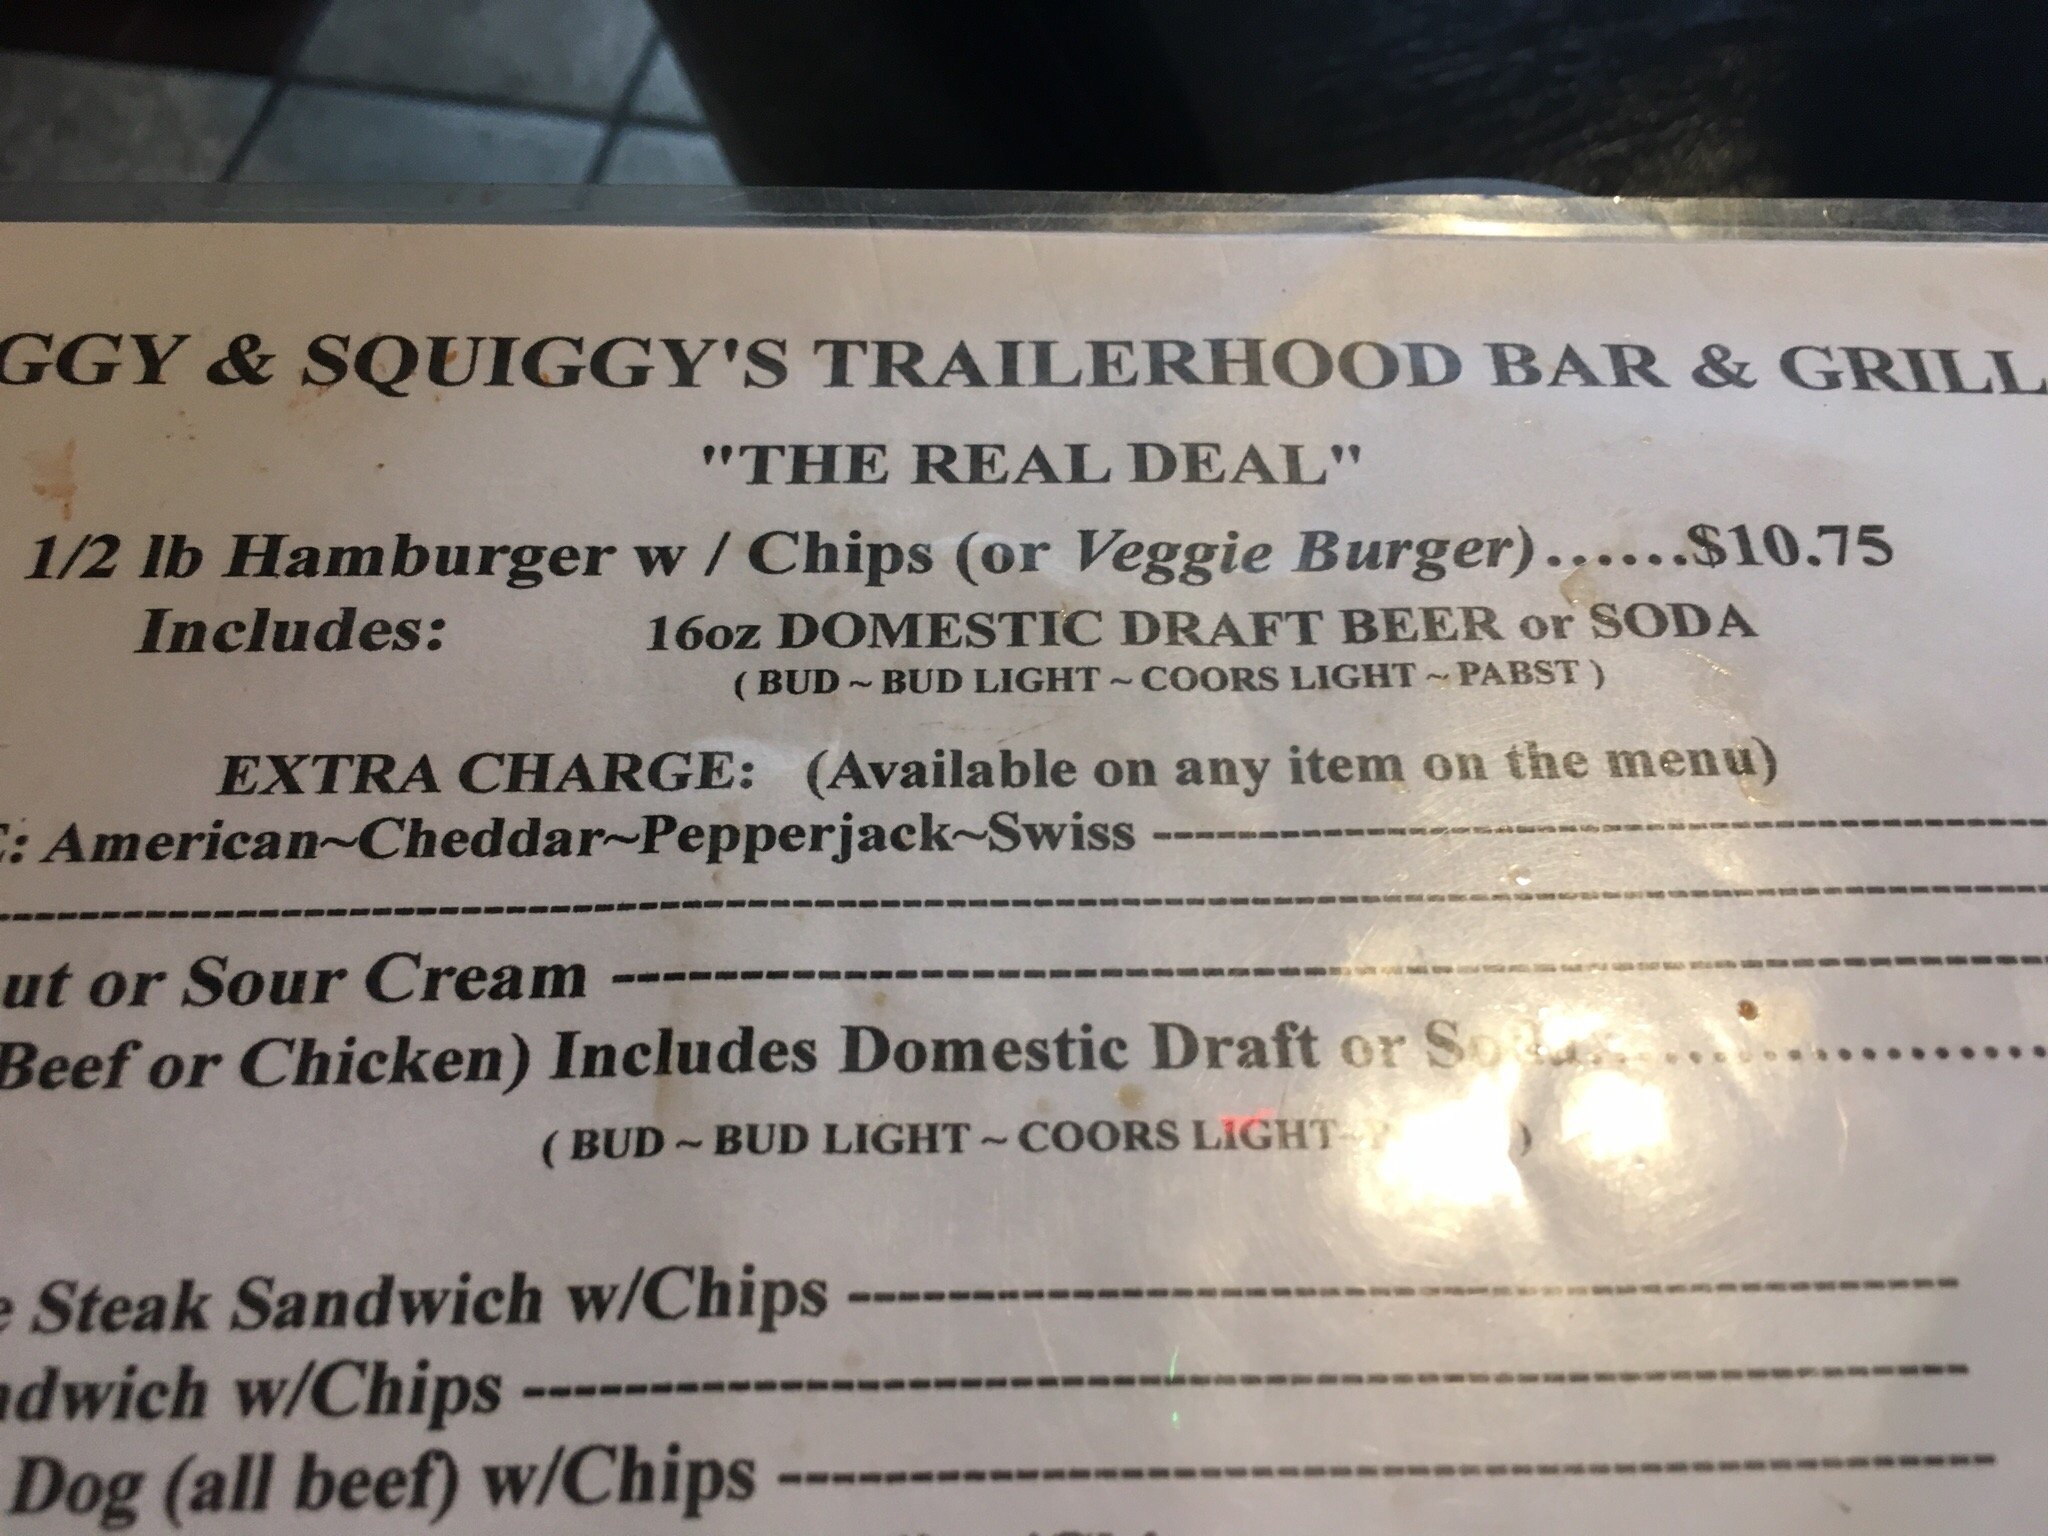 GGY & SQUIGGY'S TRAILERHOOD BAR & GRILL
"THE REAL DEAL"
1/2 lb Hamburger w / Chips (or Veggie Burger)......$10.75
Includes: 16oz DOMESTIC DRAFT BEER or SODA
( BUD ~ BUD LIGHT ~ COORS LIGHT ~ PABST )
EXTRA CHARGE: (Available on any item on the menu)
E: American~Cheddar~Pepperjack~Swiss
ut or Sour Cream
Beef or Chicken) Includes Domestic Draft or Soda
( BUD ~ BUD LIGHT ~ COORS LIGHT~ )
e Steak Sandwich w/Chips
ndwich w/Chips
Dog (all beef) w/Chips